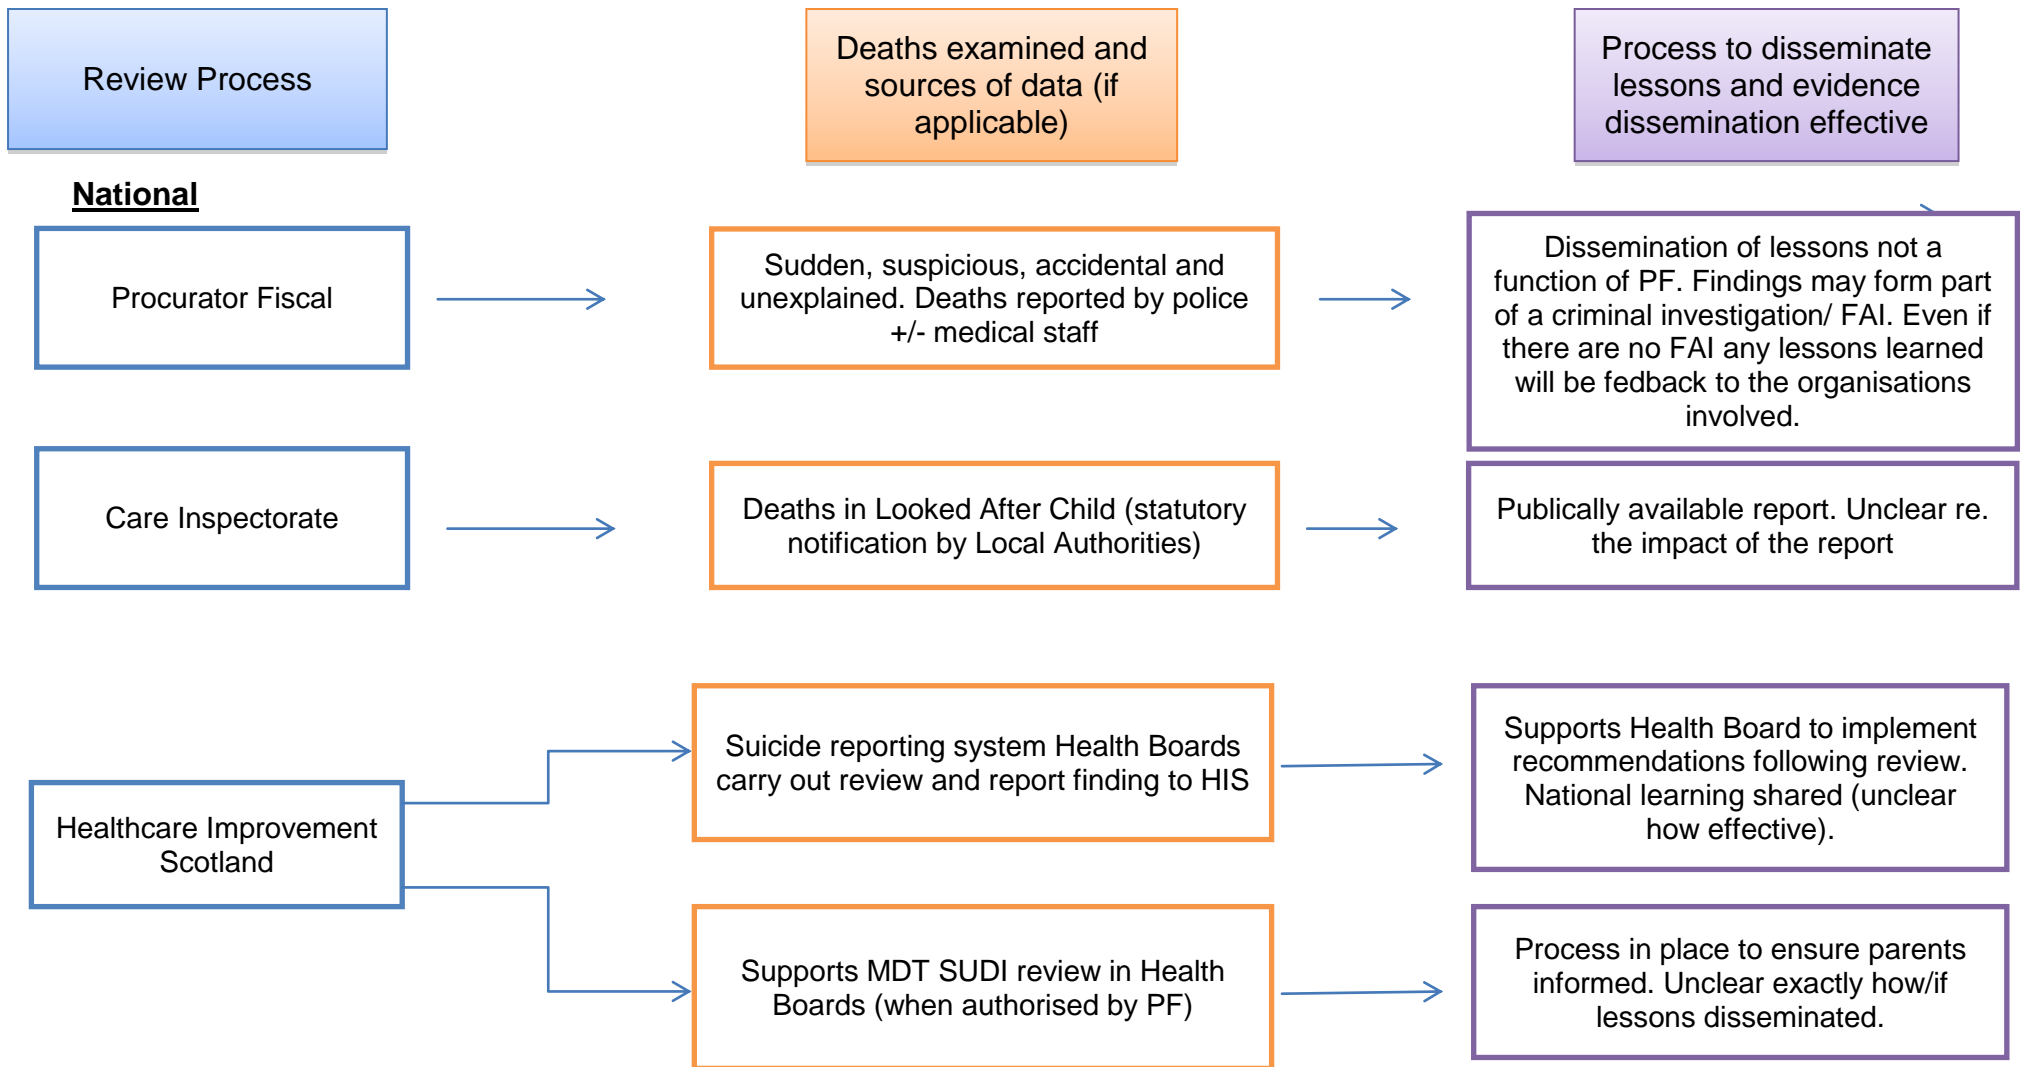 Review Process
Deaths examined and
sources of data (if
applicable)
Process to disseminate
lessons and evidence
dissemination effective
National
Procurator Fiscal
Sudden, suspicious, accidental and
unexplained. Deaths reported by police
+/- medical staff
Dissemination of lessons not a
function of PF. Findings may form part
of a criminal investigation/ FAI. Even if
there are no FAI any lessons learned
will be fedback to the organisations
involved.
Care Inspectorate
Deaths in Looked After Child (statutory
notification by Local Authorities)
Publically available report. Unclear re.
the impact of the report
Healthcare Improvement
Scotland
Suicide reporting system Health Boards
carry out review and report finding to HIS
Supports Health Board to implement
recommendations following review.
National learning shared (unclear
how effective).
Supports MDT SUDI review in Health
Boards (when authorised by PF)
Process in place to ensure parents
informed. Unclear exactly how/if
lessons disseminated.